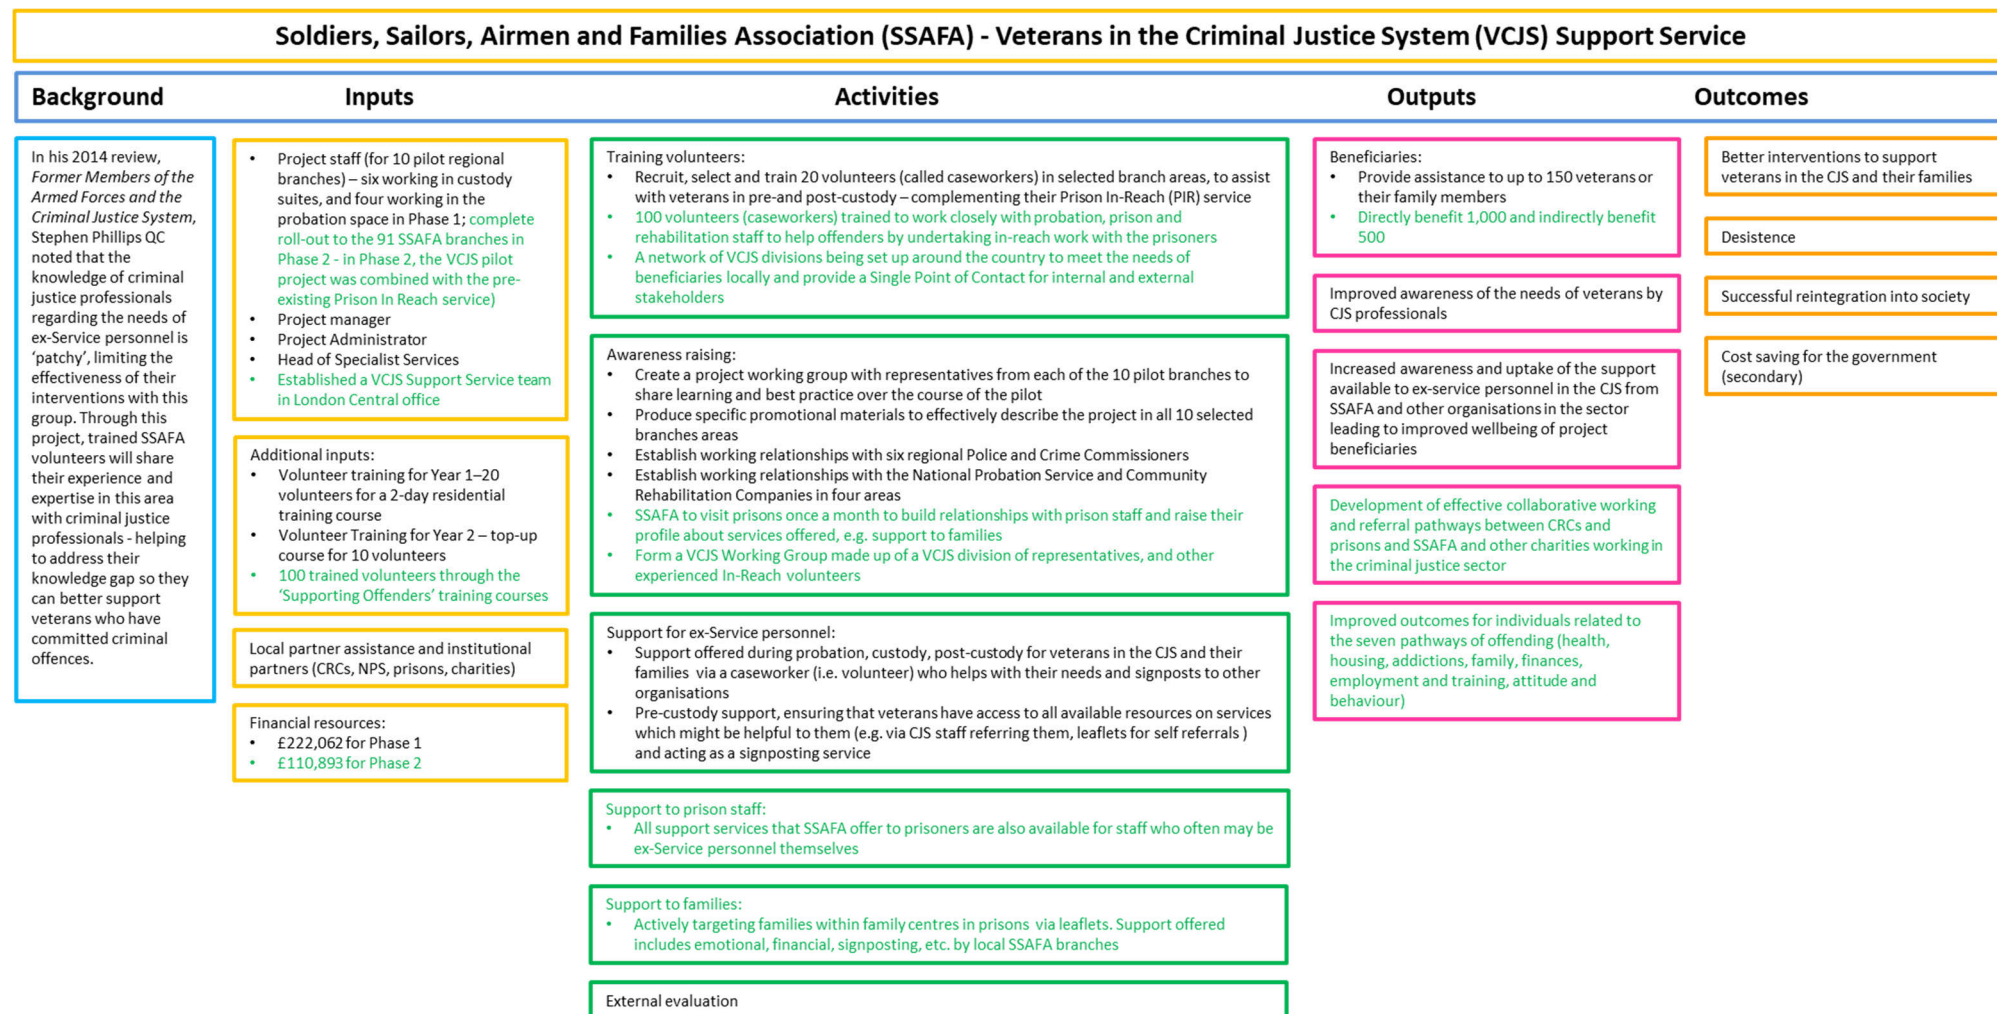 Soldiers, Sailors, Airmen and Families Association (SSAFA) - Veterans in the Criminal Justice System (VCJS) Support Service
Background
Inputs
Activities
Outputs
Outcomes
In his 2014 review,
Former Members of the
Armed Forces and the
Criminal Justice System,
Stephen Phillips QC
noted that the
knowledge of criminal
justice professionals
regarding the needs of
ex-Service personnel is
‘patchy’, limiting the
effectiveness of their
interventions with this
group. Through this
project, trained SSAFA
volunteers will share
their experience and
expertise in this area
with criminal justice
professionals - helping
to address their
knowledge gap so they
can better support
veterans who have
committed criminal
offences.
• Project staff (for 10 pilot regional
branches) – six working in custody
suites, and four working in the
probation space in Phase 1; complete
roll-out to the 91 SSAFA branches in
Phase 2 - in Phase 2, the VCJS pilot
project was combined with the pre-
existing Prison In Reach service)
• Project manager
• Project Administrator
• Head of Specialist Services
• Established a VCJS Support Service team
in London Central office
Additional inputs:
• Volunteer training for Year 1–20
volunteers for a 2-day residential
training course
• Volunteer Training for Year 2 – top-up
course for 10 volunteers
• 100 trained volunteers through the
‘Supporting Offenders’ training courses
Local partner assistance and institutional
partners (CRCs, NPS, prisons, charities)
Financial resources:
• £222,062 for Phase 1
• £110,893 for Phase 2
Training volunteers:
• Recruit, select and train 20 volunteers (called caseworkers) in selected branch areas, to assist
with veterans in pre-and post-custody – complementing their Prison In-Reach (PIR) service
• 100 volunteers (caseworkers) trained to work closely with probation, prison and
rehabilitation staff to help offenders by undertaking in-reach work with the prisoners
• A network of VCJS divisions being set up around the country to meet the needs of
beneficiaries locally and provide a Single Point of Contact for internal and external
stakeholders
Awareness raising:
• Create a project working group with representatives from each of the 10 pilot branches to
share learning and best practice over the course of the pilot
• Produce specific promotional materials to effectively describe the project in all 10 selected
branches areas
• Establish working relationships with six regional Police and Crime Commissioners
• Establish working relationships with the National Probation Service and Community
Rehabilitation Companies in four areas
• SSAFA to visit prisons once a month to build relationships with prison staff and raise their
profile about services offered, e.g. support to families
• Form a VCJS Working Group made up of a VCJS division of representatives, and other
experienced In-Reach volunteers
Support for ex-Service personnel:
• Support offered during probation, custody, post-custody for veterans in the CJS and their
families via a caseworker (i.e. volunteer) who helps with their needs and signposts to other
organisations
• Pre-custody support, ensuring that veterans have access to all available resources on services
which might be helpful to them (e.g. via CJS staff referring them, leaflets for self referrals )
and acting as a signposting service
Support to prison staff:
• All support services that SSAFA offer to prisoners are also available for staff who often may be
ex-Service personnel themselves
Support to families:
• Actively targeting families within family centres in prisons via leaflets. Support offered
includes emotional, financial, signposting, etc. by local SSAFA branches
External evaluation
Beneficiaries:
• Provide assistance to up to 150 veterans or
their family members
• Directly benefit 1,000 and indirectly benefit
500
Improved awareness of the needs of veterans by
CJS professionals
Increased awareness and uptake of the support
available to ex-service personnel in the CJS from
SSAFA and other organisations in the sector
leading to improved wellbeing of project
beneficiaries
Development of effective collaborative working
and referral pathways between CRCs and
prisons and SSAFA and other charities working in
the criminal justice sector
Improved outcomes for individuals related to
the seven pathways of offending (health,
housing, addictions, family, finances,
employment and training, attitude and
behaviour)
Better interventions to support
veterans in the CJS and their families
Desistence
Successful reintegration into society
Cost saving for the government
(secondary)